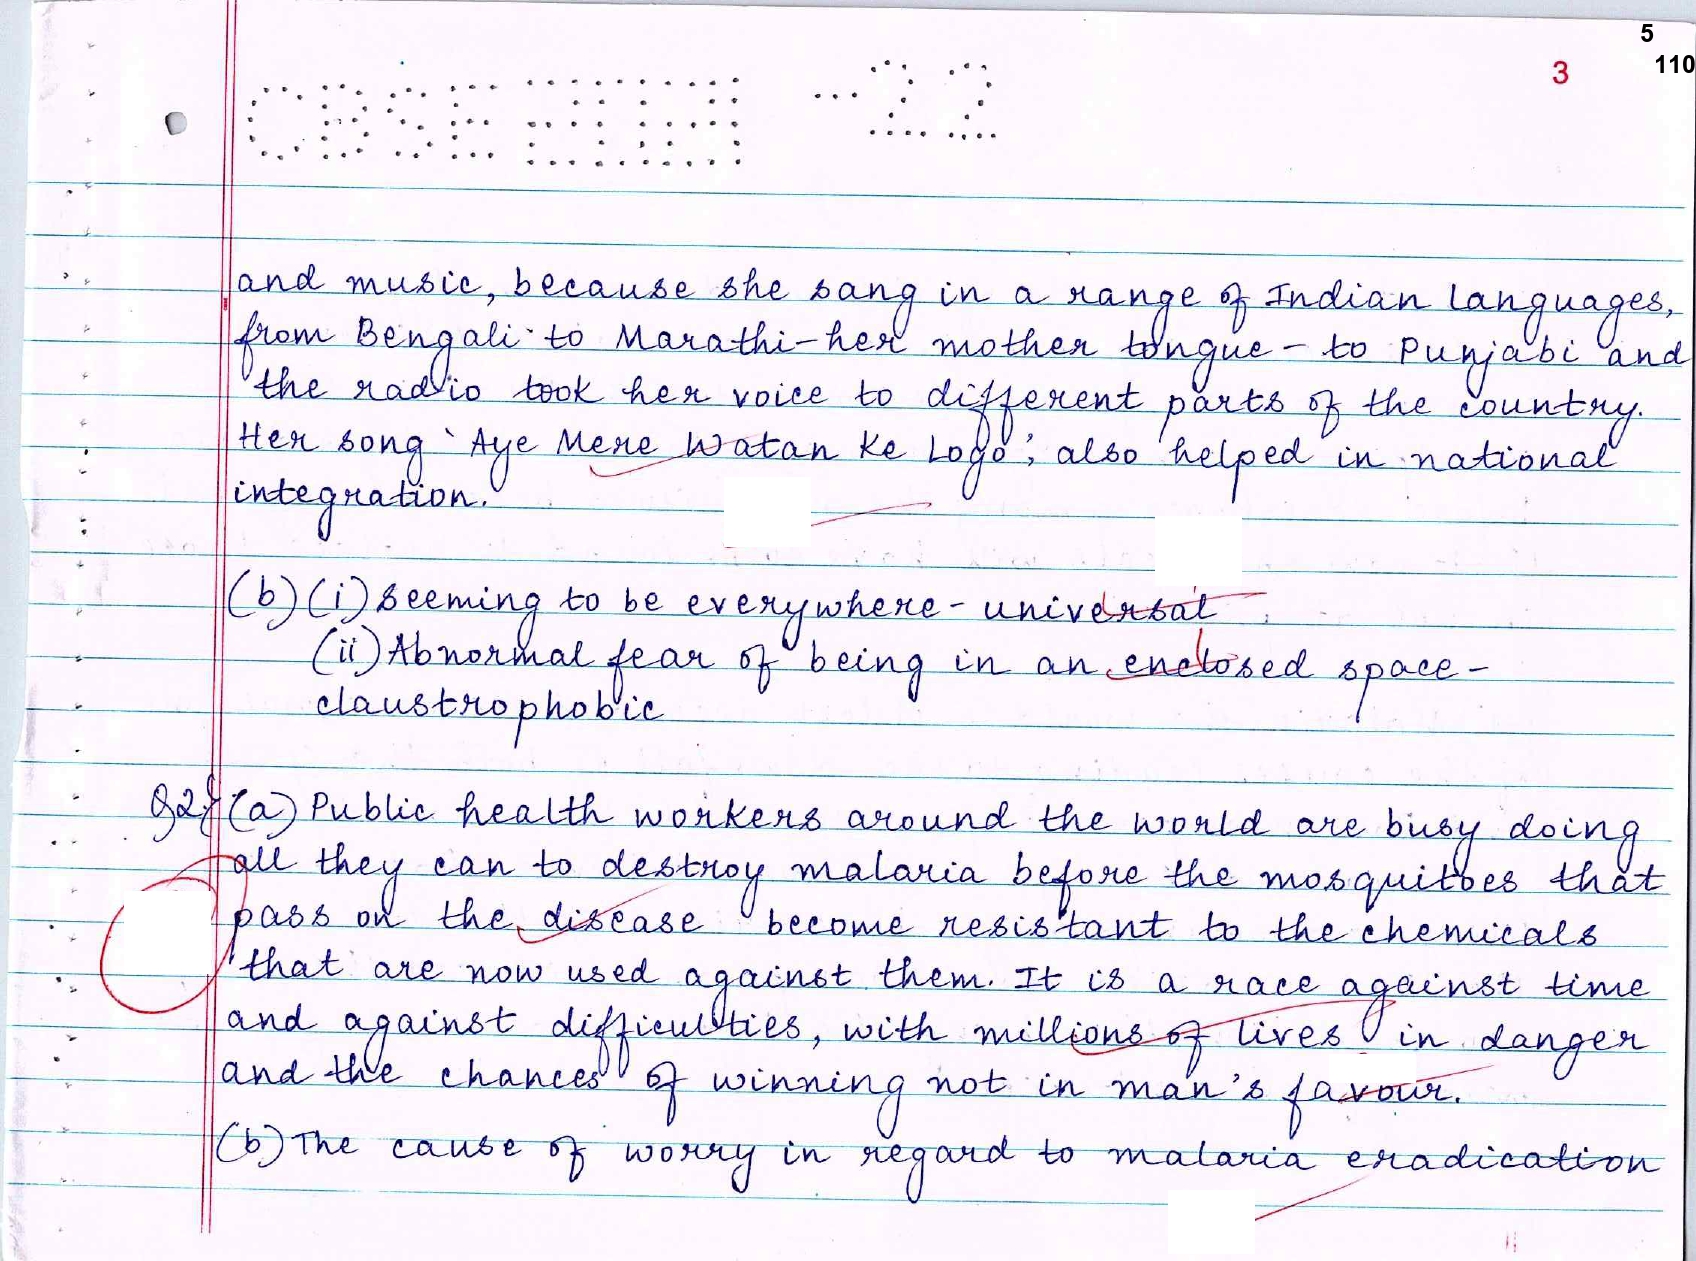 5
3
110
CBSE
-22
and music, because she sang in a range of Indian languages,
from Bengali to Marathi-her mother tongue - to Punjabi and
the radio took her voice to different parts of the country.
Her song 'Aye Mere Watan Ke Logo', also helped in national
integration.
(b) (i) Seeming to be everywhere - universal
(ii) Abnormal fear of being in an enclosed space-
claustrophobic
Q2. (a) Public health workers around the world are busy doing
all they can to destroy malaria before the mosquitoes that
pass on the disease become resistant to the chemicals
that are now used against them. It is a race against time
and against difficulties, with millions of lives in danger
and the chances of winning not in man's favour.
(b) The cause of worry in regard to malaria eradication